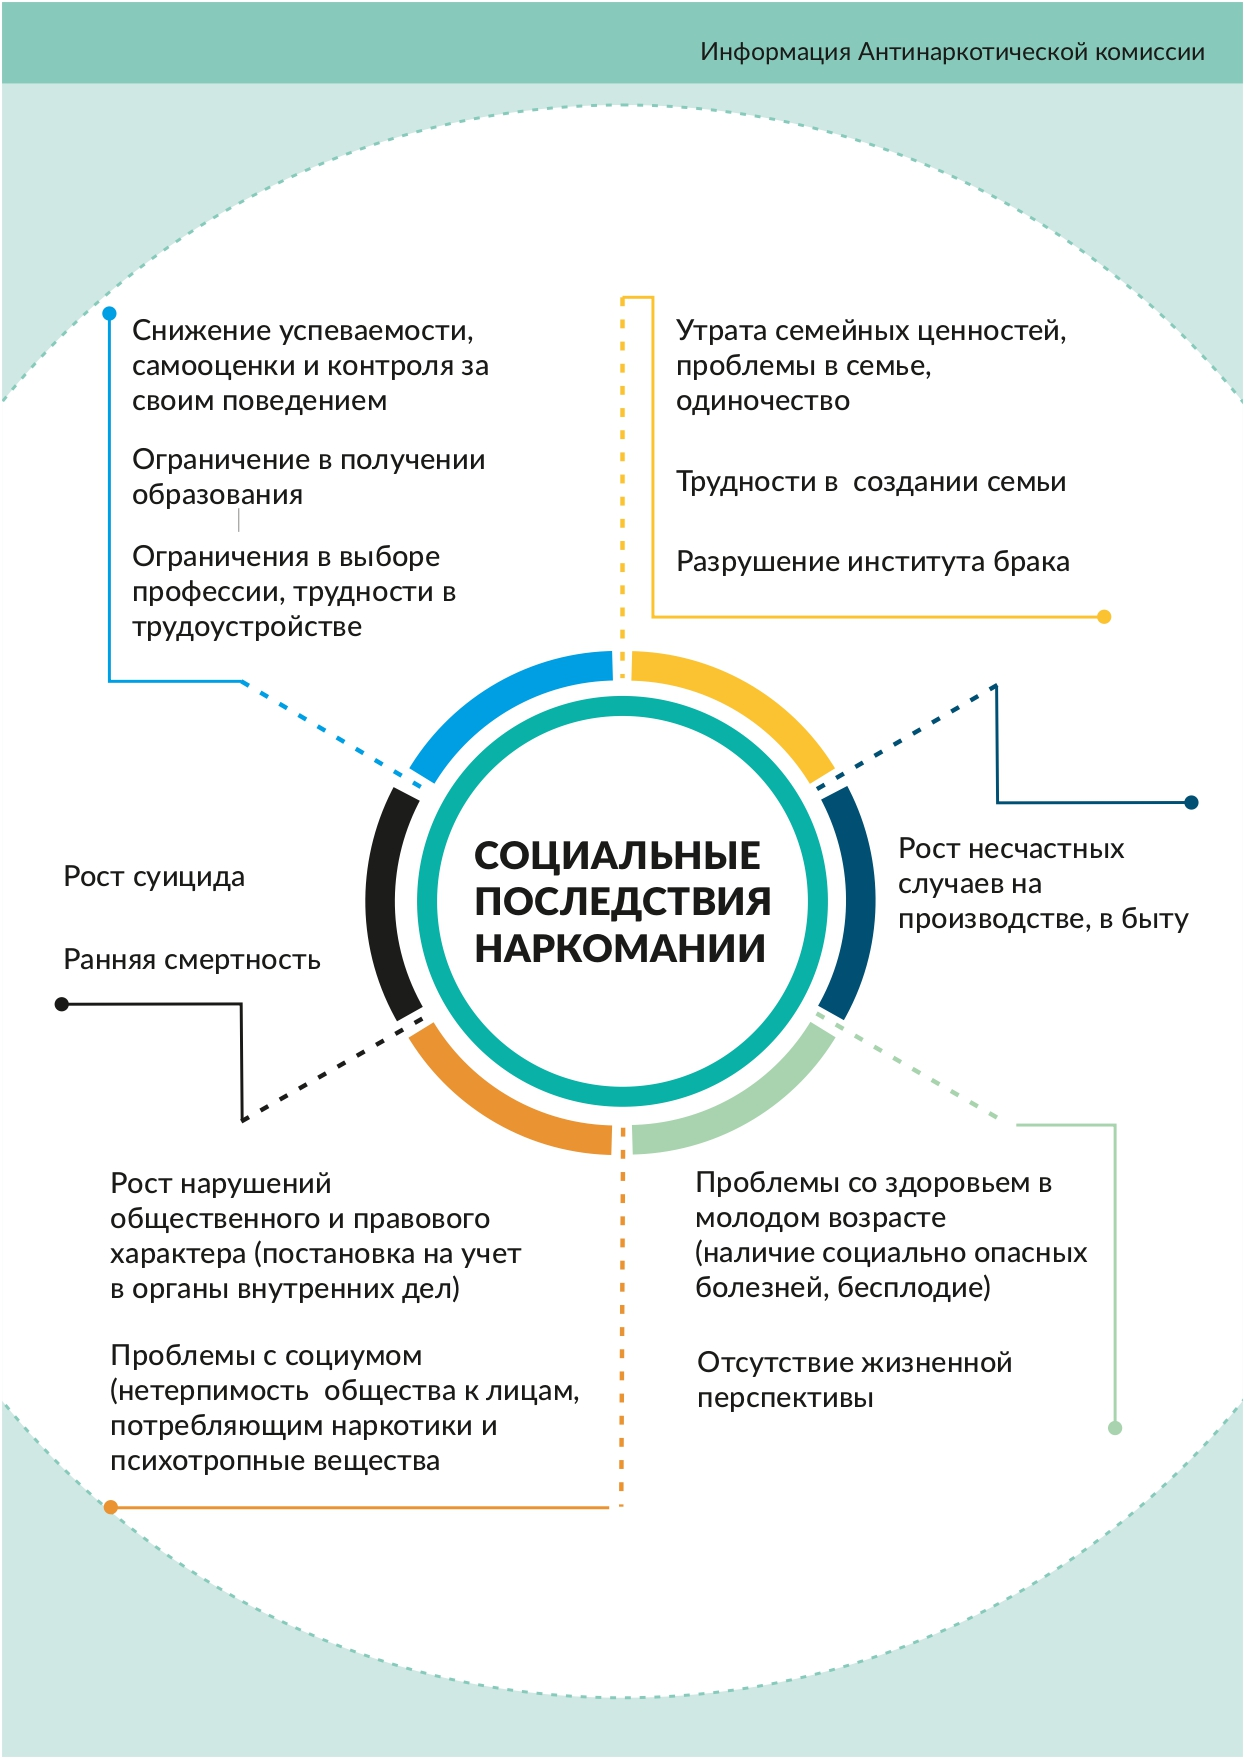 Информация Антинаркотической комиссии
Снижение успеваемости,
самооценки и контроля за
своим поведением
Ограничение в получении
образования
Ограничения в выборе
профессии, трудности в
трудоустройстве
Утрата семейных ценностей,
проблемы в семье,
одиночество
Трудности в  создании семьи
Разрушение института брака
СОЦИАЛЬНЫЕ
ПОСЛЕДСТВИЯ
НАРКОМАНИИ
Рост суицида
Ранняя смертность
Рост несчастных
случаев на
производстве, в быту
Рост нарушений
общественного и правового
характера (постановка на учет
в органы внутренних дел)
Проблемы с социумом
(нетерпимость  общества к лицам,
потребляющим наркотики и
психотропные вещества
Проблемы со здоровьем в
молодом возрасте
(наличие социально опасных
болезней, бесплодие)
Отсутствие жизненной
перспективы